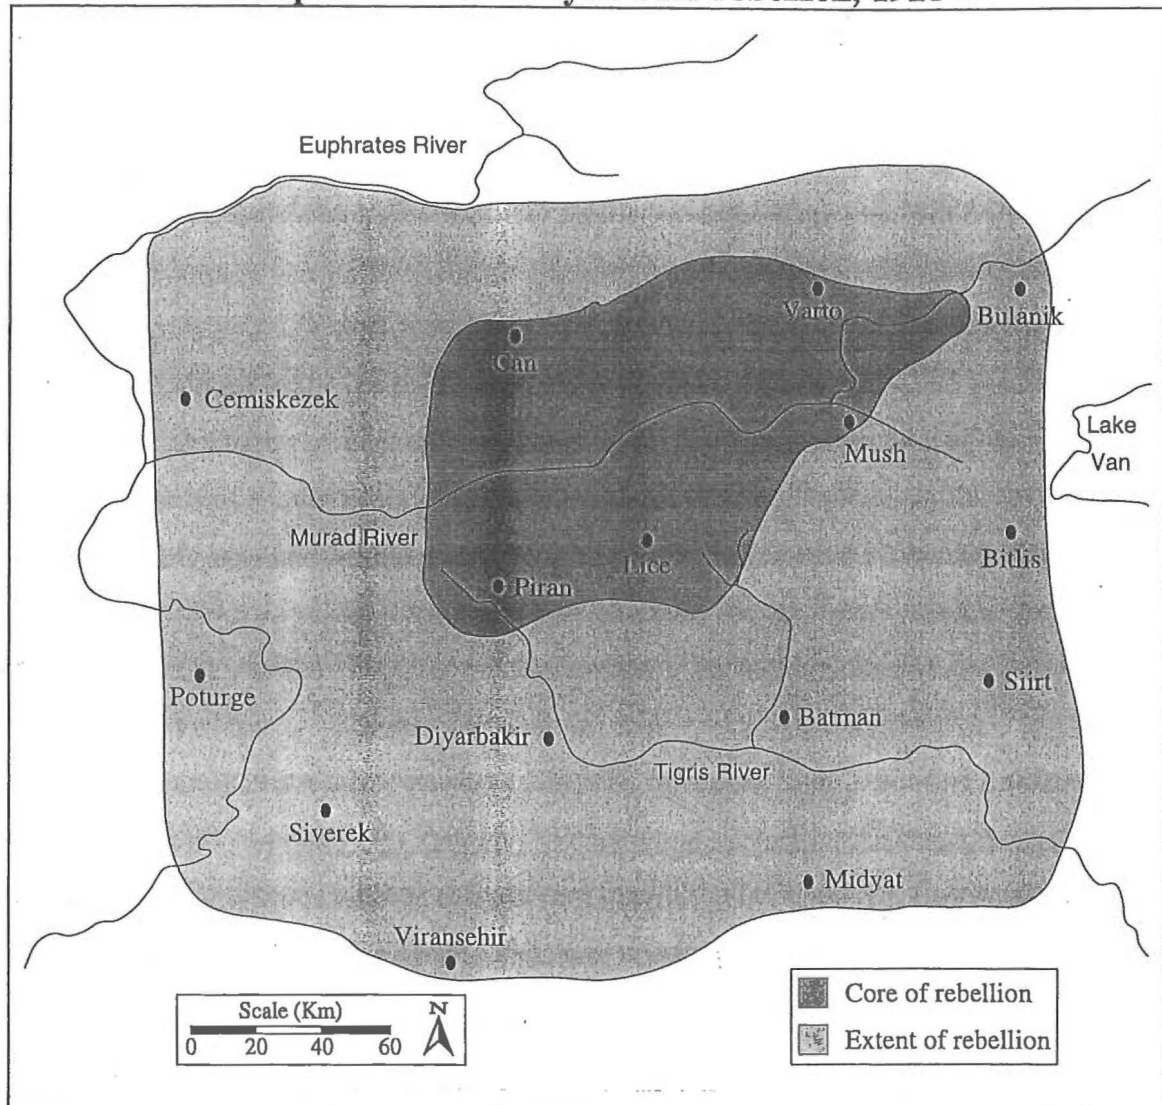 Euphrates River
Varto
Bulanik
Can
Cemiskezek
Lake
Van
Mush
Murad River
Lice
Bitlis
Piran
Poturge
Siirt
Batman
Diyarbakir
Tigris River
Siverek
Midyat
Viransehir
Core of rebellion
Extent of rebellion
Scale (Km)
N
0 20 40 60